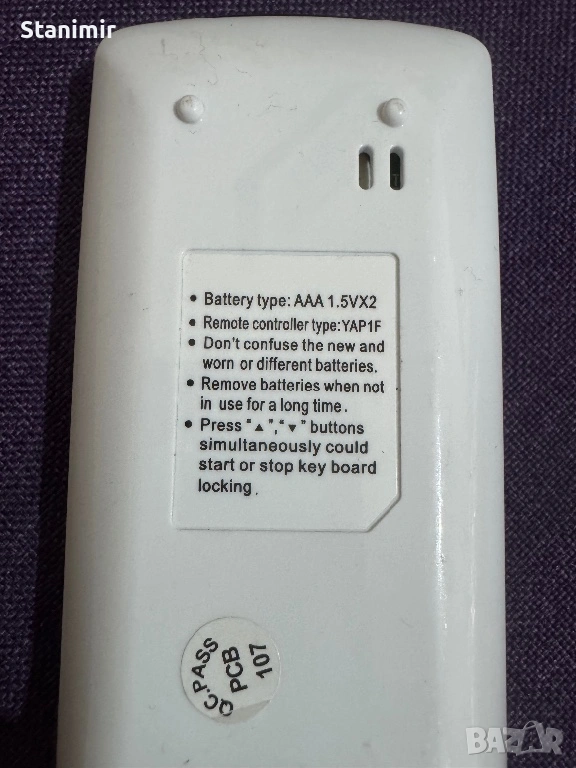 Stanimir
• Battery type: AAA 1.5VX2
• Remote controller type:YAP1F
• Don't confuse the new and
worn or different batteries.
• Remove batteries when not
in use for a long time.
• Press "▲","▼" buttons
simultaneously could
start or stop key board
locking.
Q.C.PASS
PCB
107
BAZAR